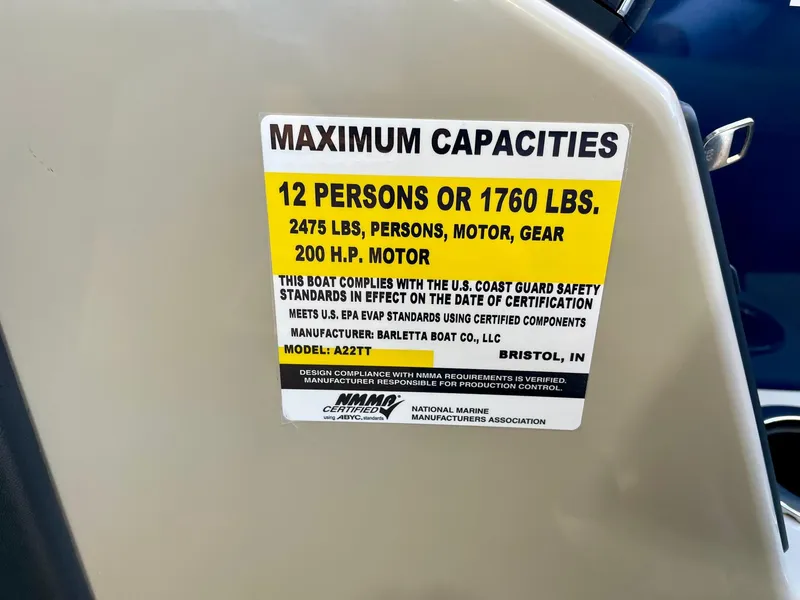 MAXIMUM CAPACITIES
12 PERSONS OR 1760 LBS.
2475 LBS, PERSONS, MOTOR, GEAR
200 H.P. MOTOR
THIS BOAT COMPLIES WITH THE U.S. COAST GUARD SAFETY
STANDARDS IN EFFECT ON THE DATE OF CERTIFICATION
MEETS U.S. EPA EVAP STANDARDS USING CERTIFIED COMPONENTS
MANUFACTURER: BARLETTA BOAT CO., LLC
MODEL: A22TT BRISTOL, IN
DESIGN COMPLIANCE WITH NMMA REQUIREMENTS IS VERIFIED.
MANUFACTURER RESPONSIBLE FOR PRODUCTION CONTROL.
NMMA
CERTIFIED
using ABYC. standards
NATIONAL MARINE
MANUFACTURERS ASSOCIATION